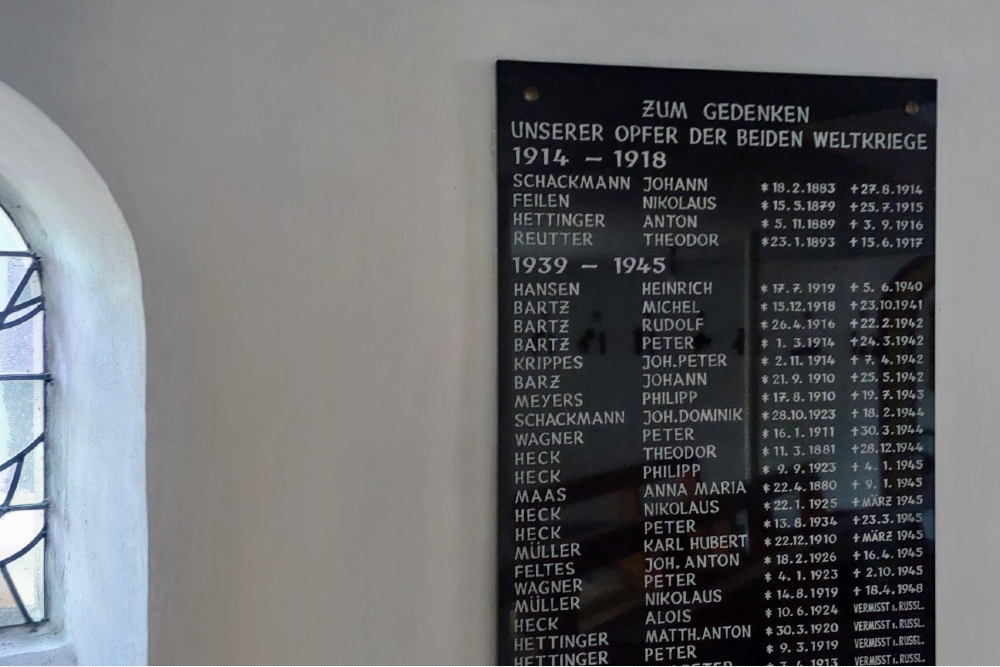 ZUM GEDENKEN
UNSERER OPFER DER BEIDEN WELTKRIEGE
1914 – 1918
SCHACKMANN JOHANN * 18.2.1883 + 27.8.1914
FEILEN NIKOLAUS * 15.5.1879 + 25.7.1915
HETTINGER ANTON * 5.11.1889 + 3.9.1916
REUTTER THEODOR * 23.1.1893 + 15.6.1917
1939 – 1945
HANSEN HEINRICH * 17.7.1919 + 5.6.1940
BARTZ MICHEL * 15.12.1918 + 23.10.1941
BARTZ RUDOLF * 26.4.1916 + 22.2.1942
BARTZ PETER * 1.3.1914 + 24.3.1942
KRIPPES JOH.PETER * 2.11.1914 + 7.4.1942
BARZ JOHANN * 21.9.1910 + 25.5.1942
MEYERS PHILIPP * 17.8.1910 + 19.7.1943
SCHACKMANN JOH.DOMINIK * 28.10.1923 + 18.2.1944
WAGNER PETER * 16.1.1911 + 30.3.1944
HECK THEODOR * 11.3.1881 + 28.12.1944
HECK PHILIPP * 9.9.1923 + 4.1.1945
MAAS ANNA MARIA * 22.4.1880 + 9.1.1945
HECK NIKOLAUS * 22.1.1925 + MÄRZ 1945
HECK PETER * 13.8.1934 + 23.3.1945
MÜLLER KARL HUBERT * 22.12.1910 + MÄRZ 1945
FELTES JOH. ANTON * 18.2.1926 + 16.4.1945
WAGNER PETER * 4.1.1923 + 2.10.1945
MÜLLER NIKOLAUS * 14.8.1919 + 18.4.1948
HECK ALOIS * 10.6.1924 VERMISST i. RUSSL.
HETTINGER MATTH.ANTON * 30.3.1920 VERMISST i. RUSSL.
HETTINGER PETER * 9.3.1919 VERMISST i. RUSSL.
PETER 1913 VERMISST i. RUSSL.